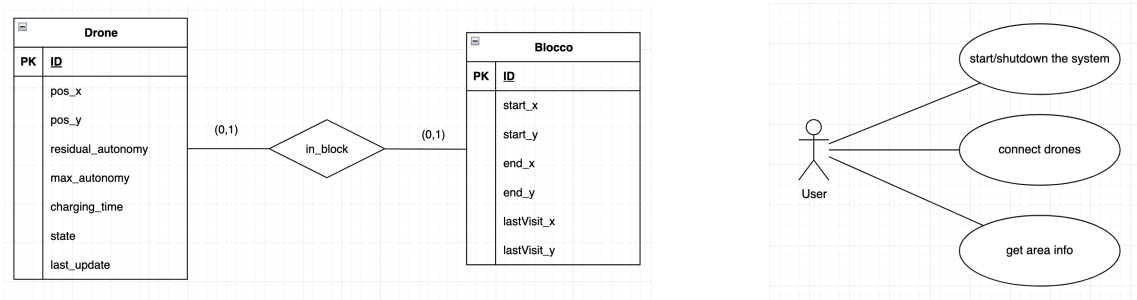 Drone
PK ID
pos_x
pos_y
residual_autonomy
max_autonomy
charging_time
state
last_update
(0,1)
in_block
(0,1)
Blocco
PK ID
start_x
start_y
end_x
end_y
lastVisit_x
lastVisit_y
User
start/shutdown the system
connect drones
get area info